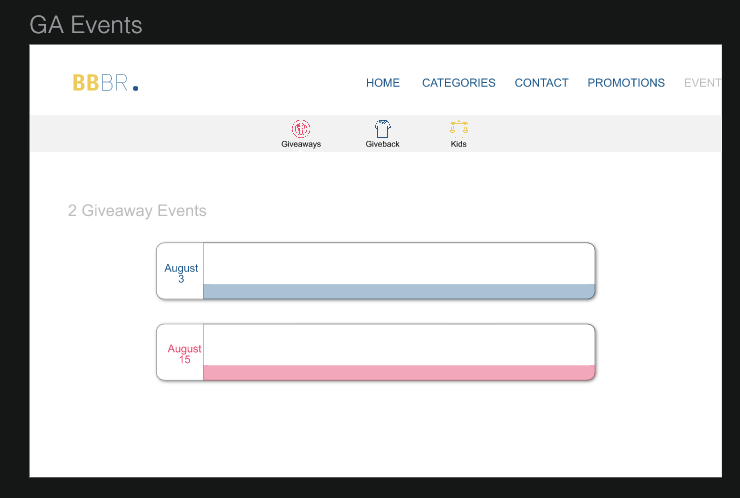 GA Events
BBBR.
HOME CATEGORIES CONTACT PROMOTIONS EVENT
Giveaways Giveback Kids
2 Giveaway Events
August
3
August
15